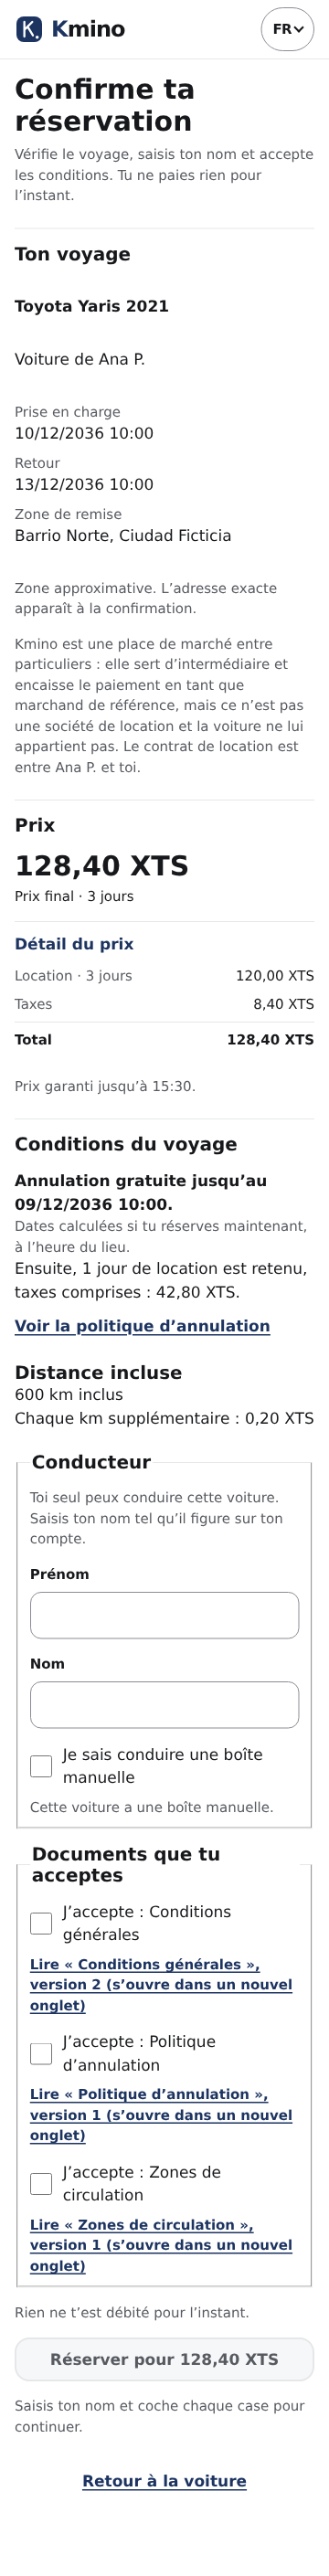 Kmino
FR
Confirme ta
réservation
Vérifie le voyage, saisis ton nom et accepte
les conditions. Tu ne paies rien pour
l’instant.
Ton voyage
Toyota Yaris 2021
Voiture de Ana P.
Prise en charge
10/12/2036 10:00
Retour
13/12/2036 10:00
Zone de remise
Barrio Norte, Ciudad Ficticia
Zone approximative. L’adresse exacte
apparaît à la confirmation.
Kmino est une place de marché entre
particuliers : elle sert d’intermédiaire et
encaisse le paiement en tant que
marchand de référence, mais ce n’est pas
une société de location et la voiture ne lui
appartient pas. Le contrat de location est
entre Ana P. et toi.
Prix
128,40 XTS
Prix final · 3 jours
Détail du prix
Location · 3 jours 120,00 XTS
Taxes 8,40 XTS
Total 128,40 XTS
Prix garanti jusqu’à 15:30.
Conditions du voyage
Annulation gratuite jusqu’au
09/12/2036 10:00.
Dates calculées si tu réserves maintenant,
à l’heure du lieu.
Ensuite, 1 jour de location est retenu,
taxes comprises : 42,80 XTS.
Voir la politique d’annulation
Distance incluse
600 km inclus
Chaque km supplémentaire : 0,20 XTS
Conducteur
Toi seul peux conduire cette voiture.
Saisis ton nom tel qu’il figure sur ton
compte.
Prénom
Nom
Je sais conduire une boîte
manuelle
Cette voiture a une boîte manuelle.
Documents que tu
acceptes
J’accepte : Conditions
générales
Lire « Conditions générales »,
version 2 (s’ouvre dans un nouvel
onglet)
J’accepte : Politique
d’annulation
Lire « Politique d’annulation »,
version 1 (s’ouvre dans un nouvel
onglet)
J’accepte : Zones de
circulation
Lire « Zones de circulation »,
version 1 (s’ouvre dans un nouvel
onglet)
Rien ne t’est débité pour l’instant.
Réserver pour 128,40 XTS
Saisis ton nom et coche chaque case pour
continuer.
Retour à la voiture